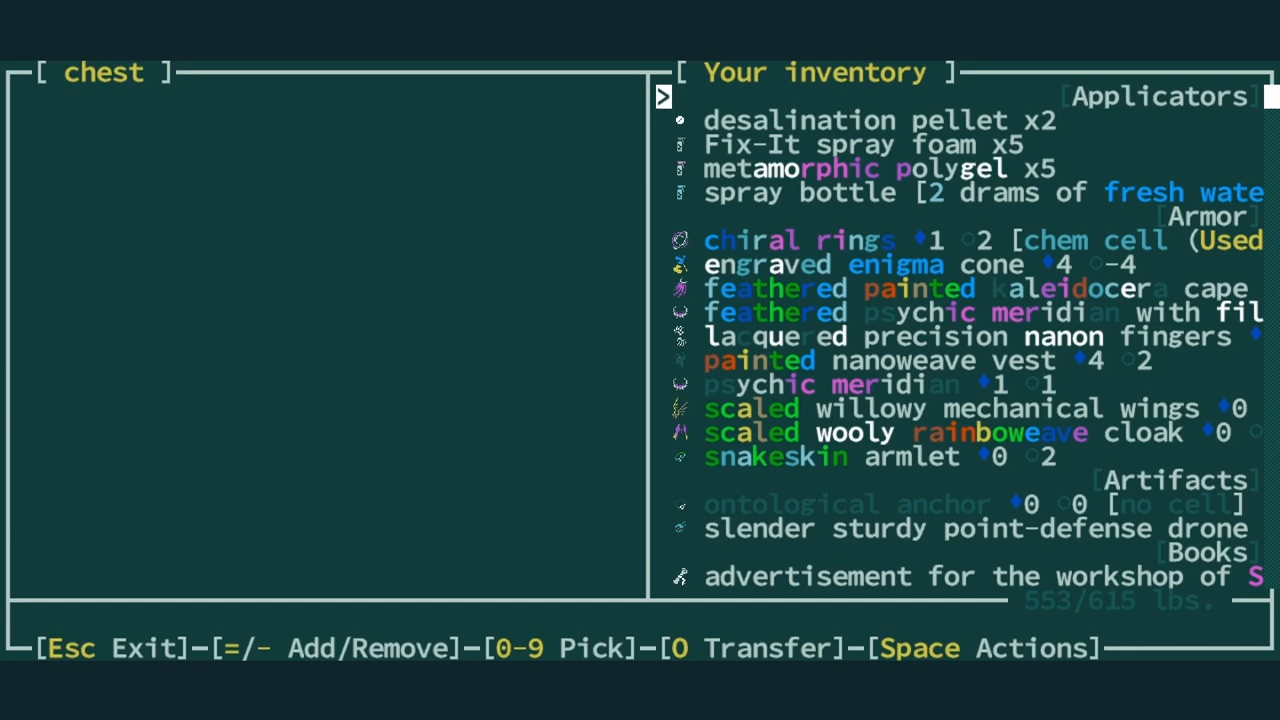 [ chest ]
[ Your inventory ]
> [Applicators]
desalination pellet x2
Fix-It spray foam x5
metamorphic polygel x5
spray bottle [2 drams of fresh wate
[Armor]
chiral rings ♦1 ○2 [chem cell (Used
engraved enigma cone ♦4 ○-4
feathered painted kaleidocera cape
feathered psychic meridian with fil
lacquered precision nanon fingers ♦
painted nanoweave vest ♦4 ○2
psychic meridian ♦1 ○1
scaled willowy mechanical wings ♦0
scaled wooly rainboweave cloak ♦0 ○
snakeskin armlet ♦0 ○2
[Artifacts]
ontological anchor ♦0 ○0 [no cell]
slender sturdy point-defense drone
[Books]
advertisement for the workshop of S
553/615 lbs.
[Esc Exit]-[=/- Add/Remove]-[0-9 Pick]-[O Transfer]-[Space Actions]